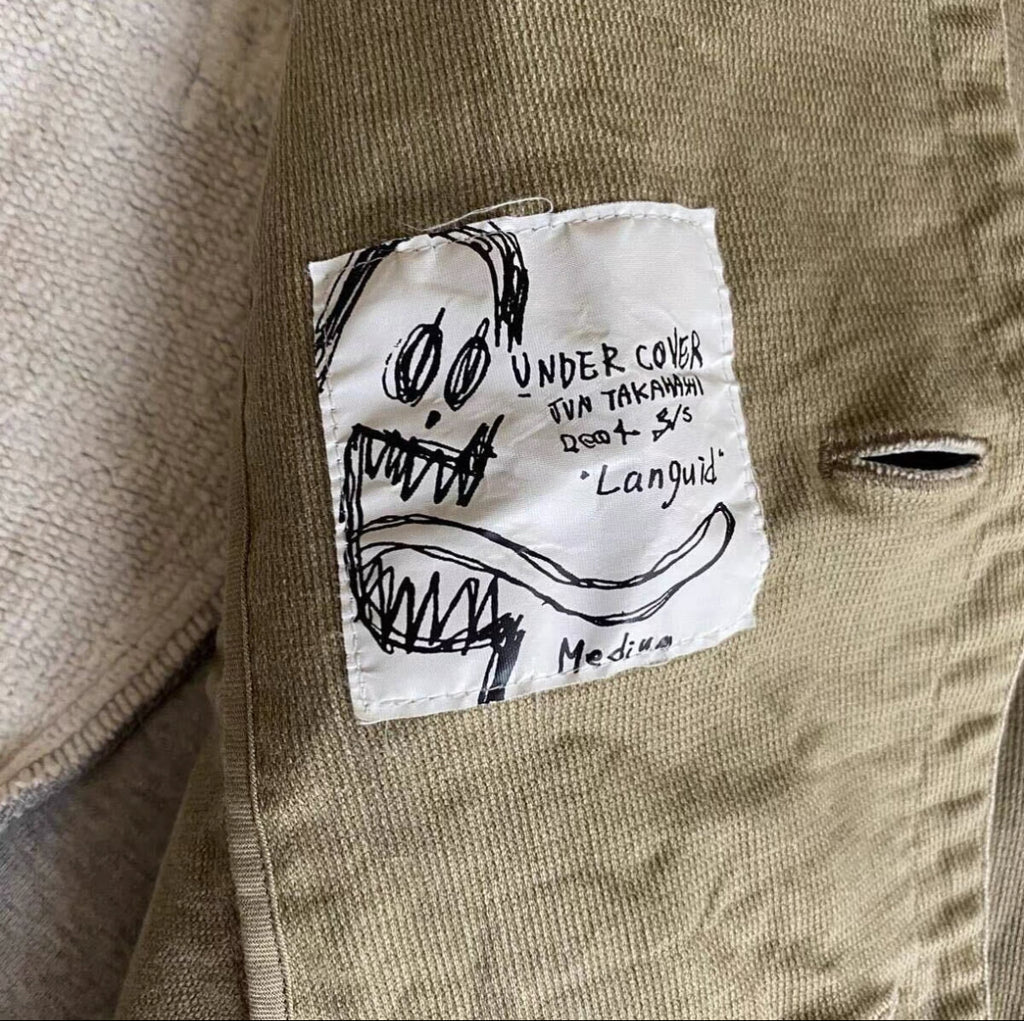 UNDER COVER
JUN TAKAHASHI
2004 S/S
"Languid"
Medium